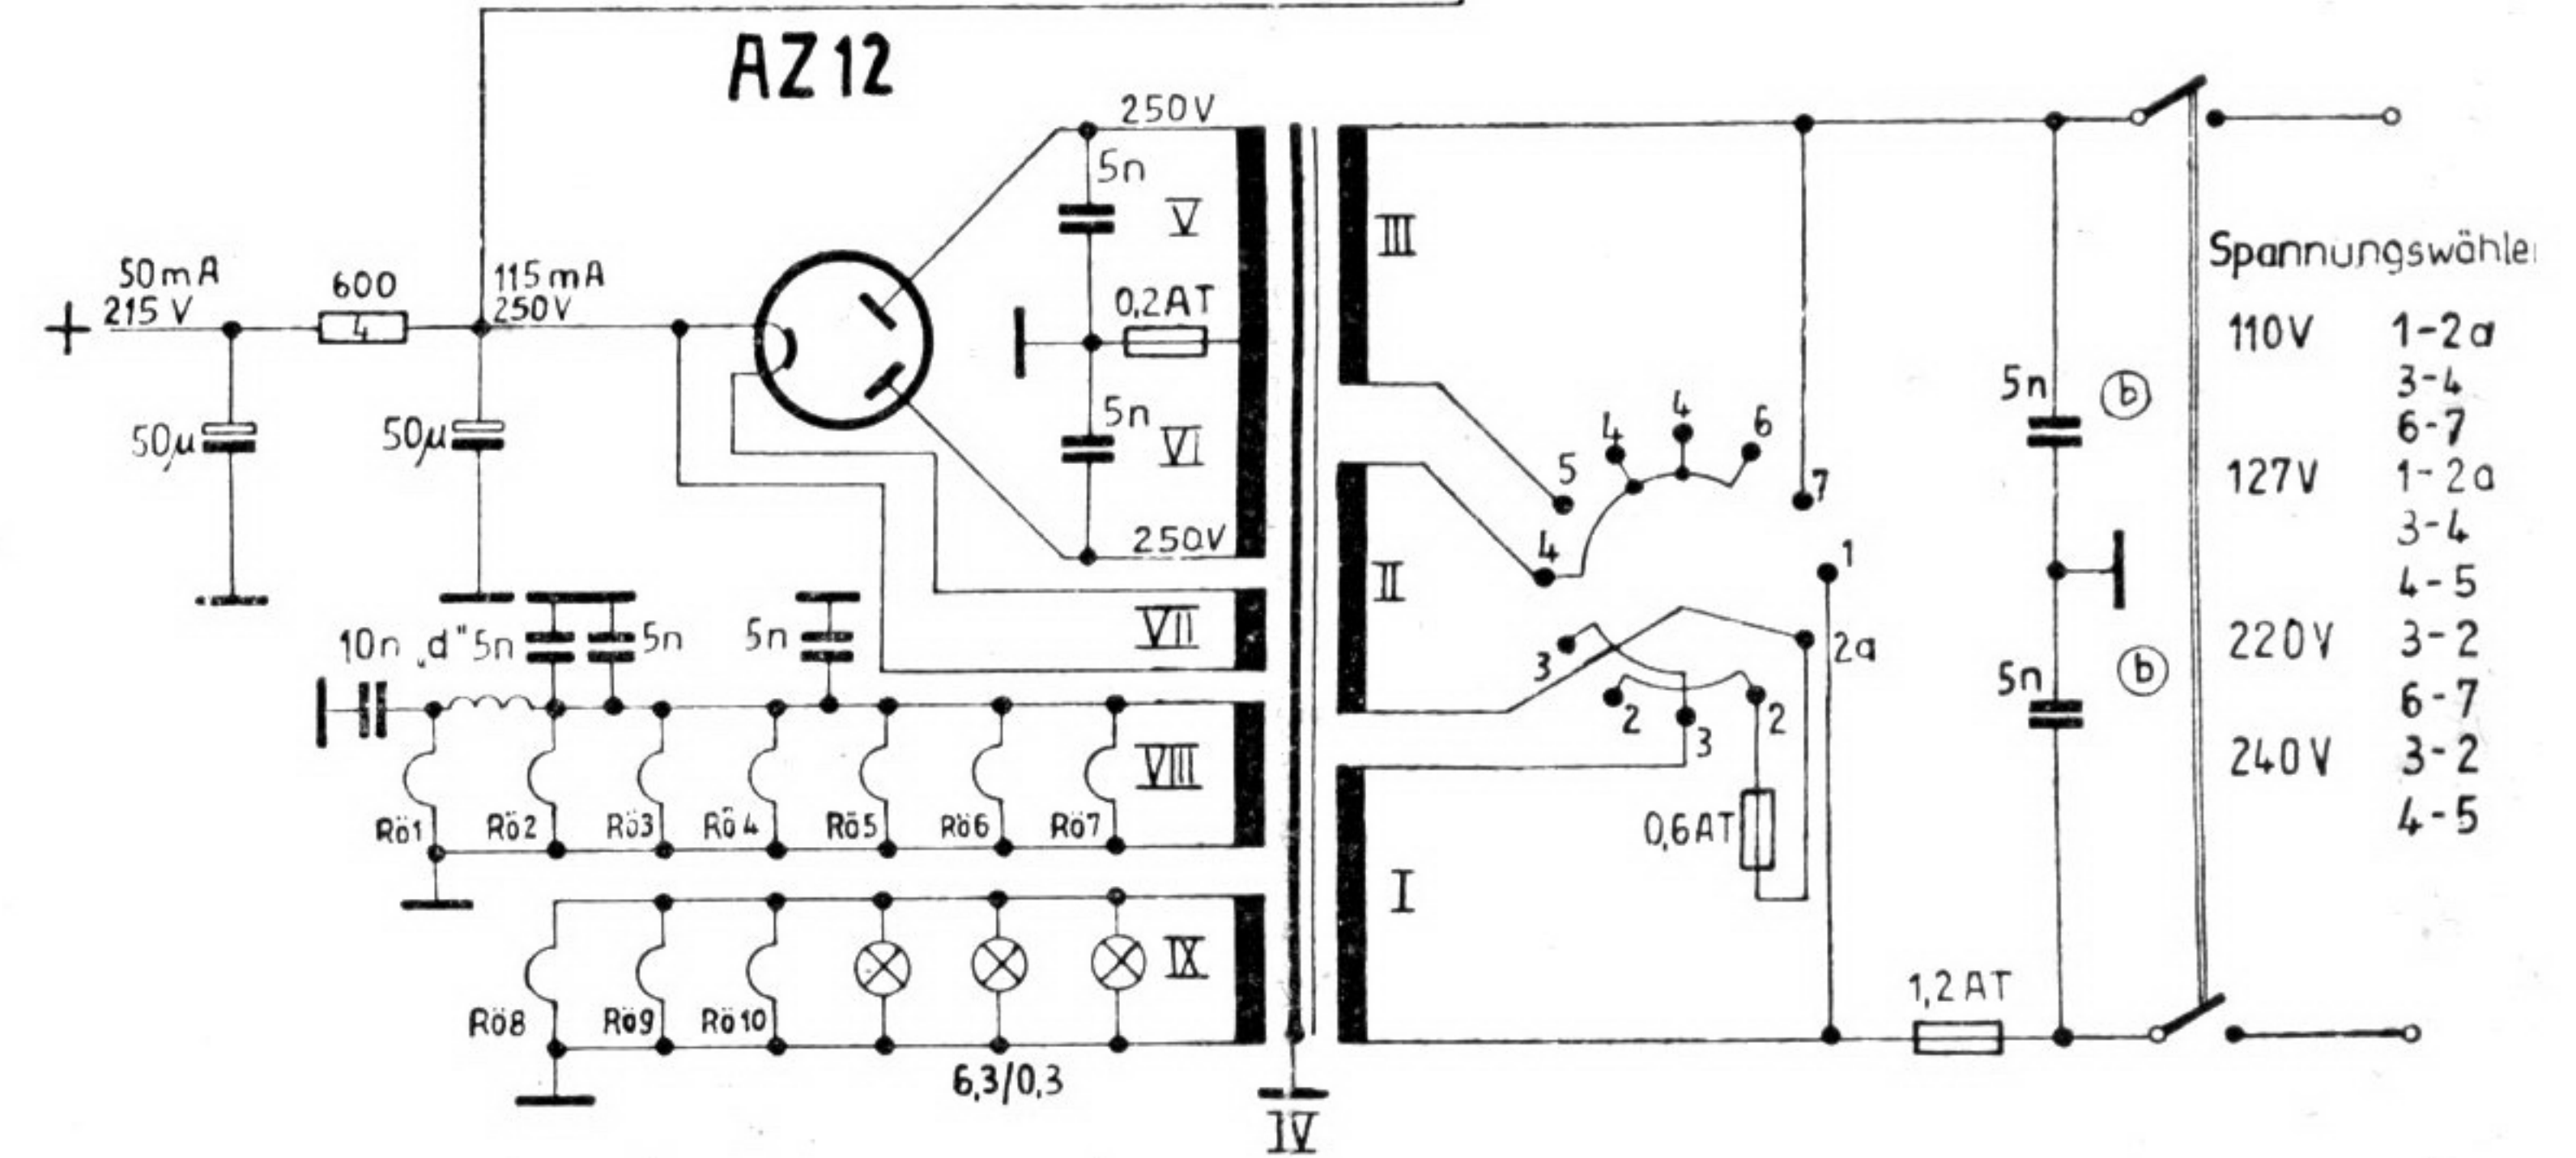 AZ12
250V
5n
V
50mA
215 V
600
4
115mA
250V
0,2AT
50µ
50µ
5n
VI
250V
VII
10n „d" 5n
5n
5n
VIII
Rö1
Rö2
Rö3
Rö4
Rö5
Rö6
Rö7
IX
Rö8
Rö9
Rö10
6,3/0,3
IV
III
II
I
5
4
4
4
6
7
1
3
2a
2
3
2
0,6AT
1,2AT
5n
b
5n
b
Spannungswähle
110V 1-2a
3-4
6-7
127V 1-2a
3-4
4-5
220V 3-2
6-7
240V 3-2
4-5